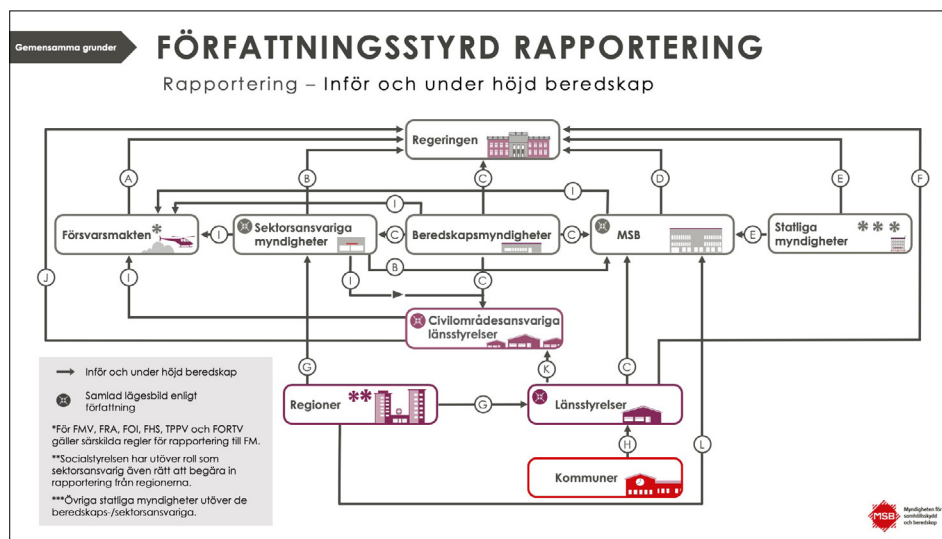 Gemensamma grunder
FÖRFATTNINGSSTYRD RAPPORTERING
Rapportering – Inför och under höjd beredskap
Regeringen
A
B
C
D
E
F
I
I
Försvarsmakten*
I
Sektorsansvariga
myndigheter
C
Beredskapsmyndigheter
C
MSB
E
Statliga
myndigheter
***
B
J
I
I
C
Civilområdesansvariga
länsstyrelser
G
K
C
L
Inför och under höjd beredskap
Samlad lägesbild enligt
författning
*För FMV, FRA, FOI, FHS, TPPV och FORTV
gäller särskilda regler för rapportering till FM.
**Socialstyrelsen har utöver roll som
sektorsansvarig även rätt att begära in
rapportering från regionerna.
***Övriga statliga myndigheter utöver de
beredskaps-/sektorsansvariga.
Regioner
**
G
Länsstyrelser
H
Kommuner
MSB
Myndigheten för
samhällsskydd
och beredskap